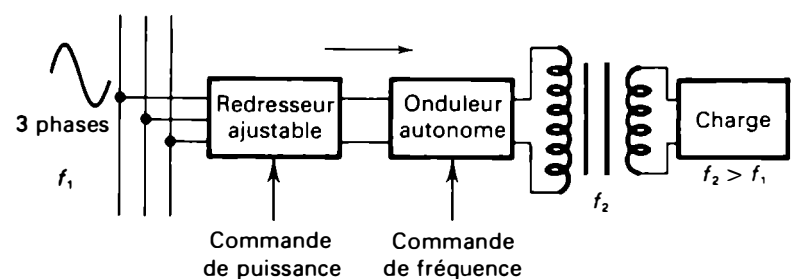 3 phases
f₁
Redresseur
ajustable
Onduleur
autonome
f₂
Charge
f₂ > f₁
Commande
de puissance
Commande
de fréquence